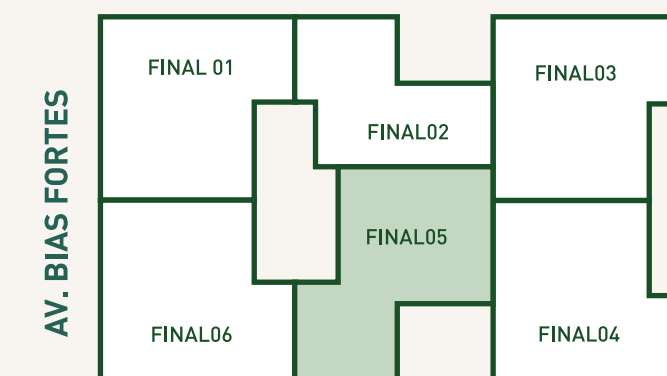 AV. BIAS FORTES
FINAL 01
FINAL02
FINAL03
FINAL05
FINAL06
FINAL04